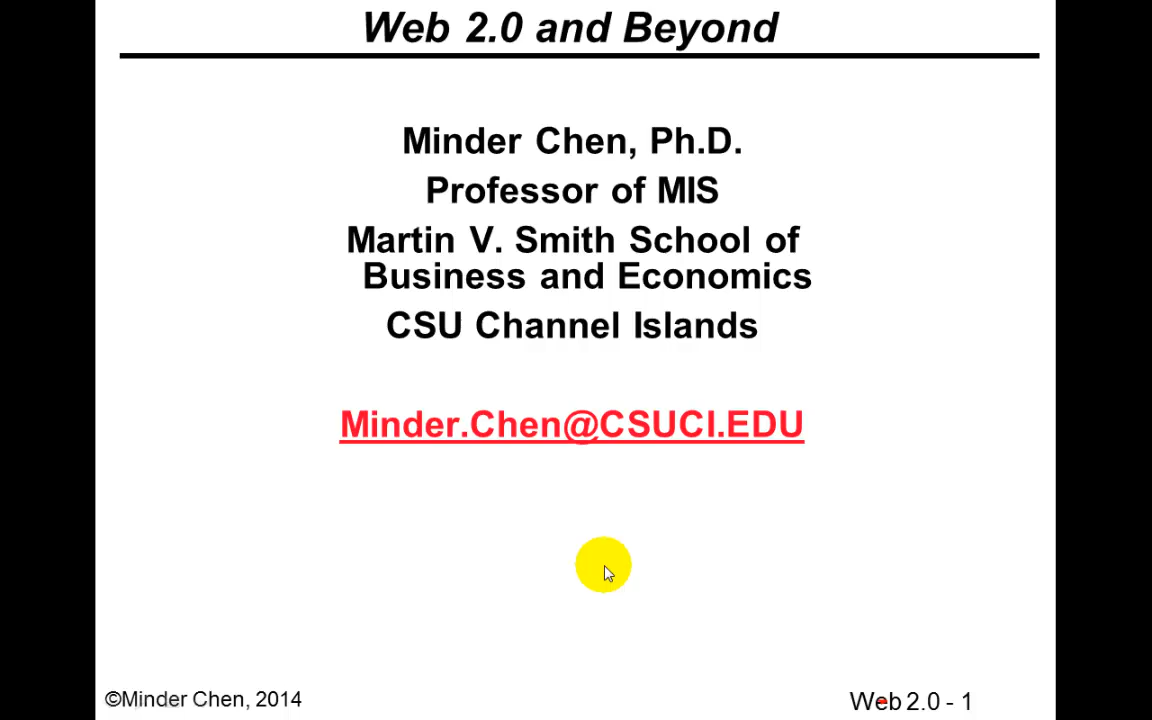 Web 2.0 and Beyond
Minder Chen, Ph.D.
Professor of MIS
Martin V. Smith School of
Business and Economics
CSU Channel Islands
Minder.Chen@CSUCI.EDU
©Minder Chen, 2014
Web 2.0 - 1